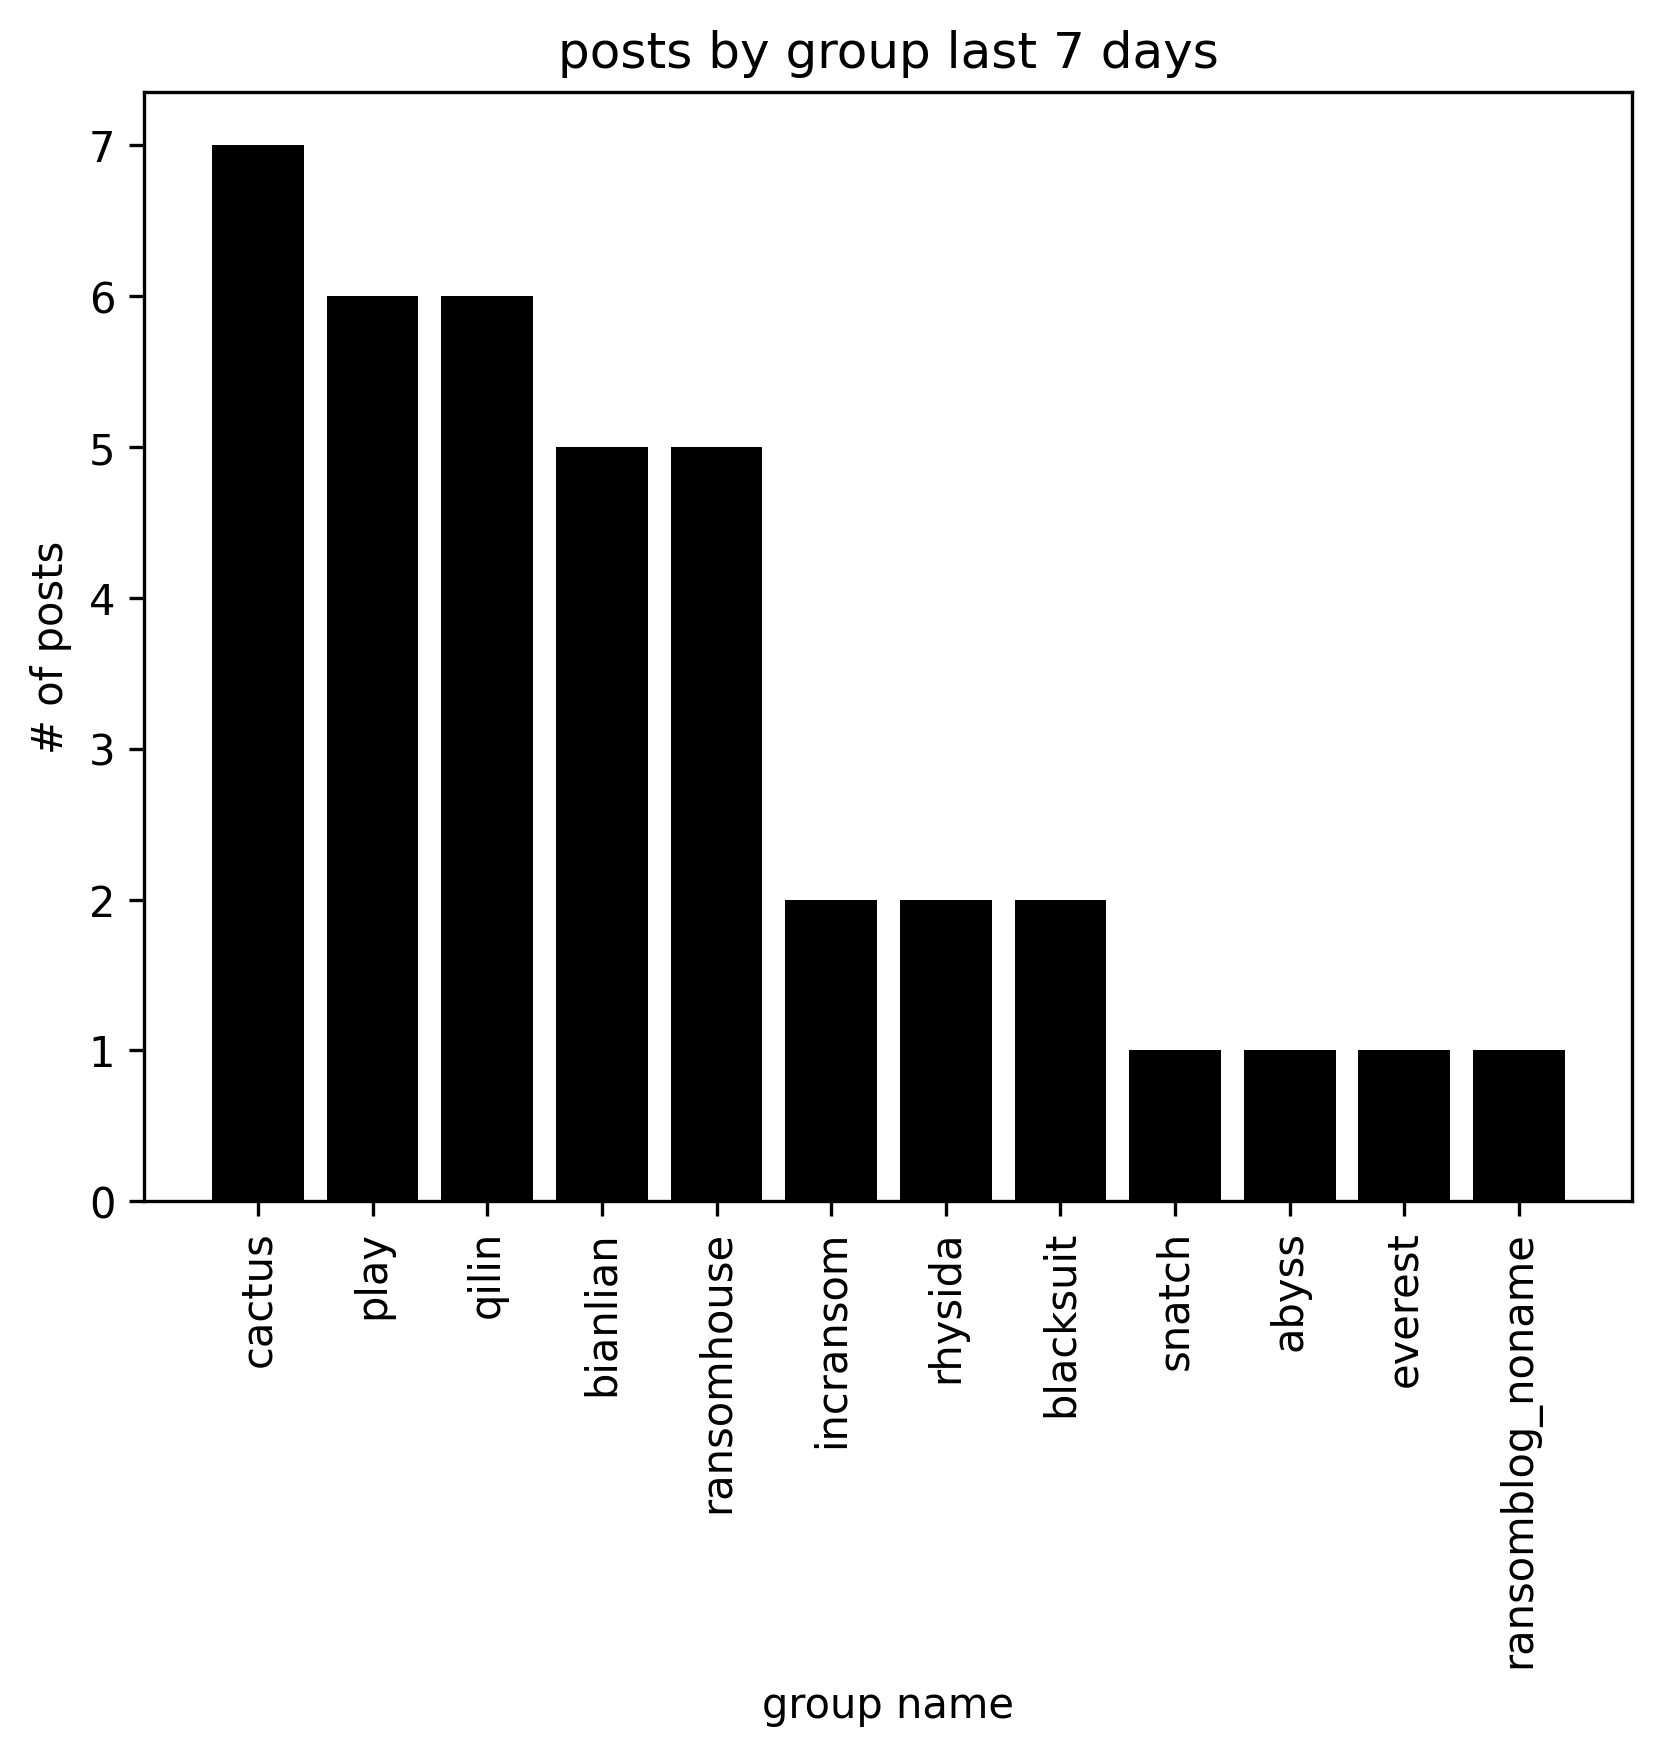 posts by group last 7 days
# of posts
7
6
5
4
3
2
1
0
cactus
play
qilin
bianlian
ransomhouse
incransom
rhysida
blacksuit
snatch
abyss
everest
ransomblog_noname
group name